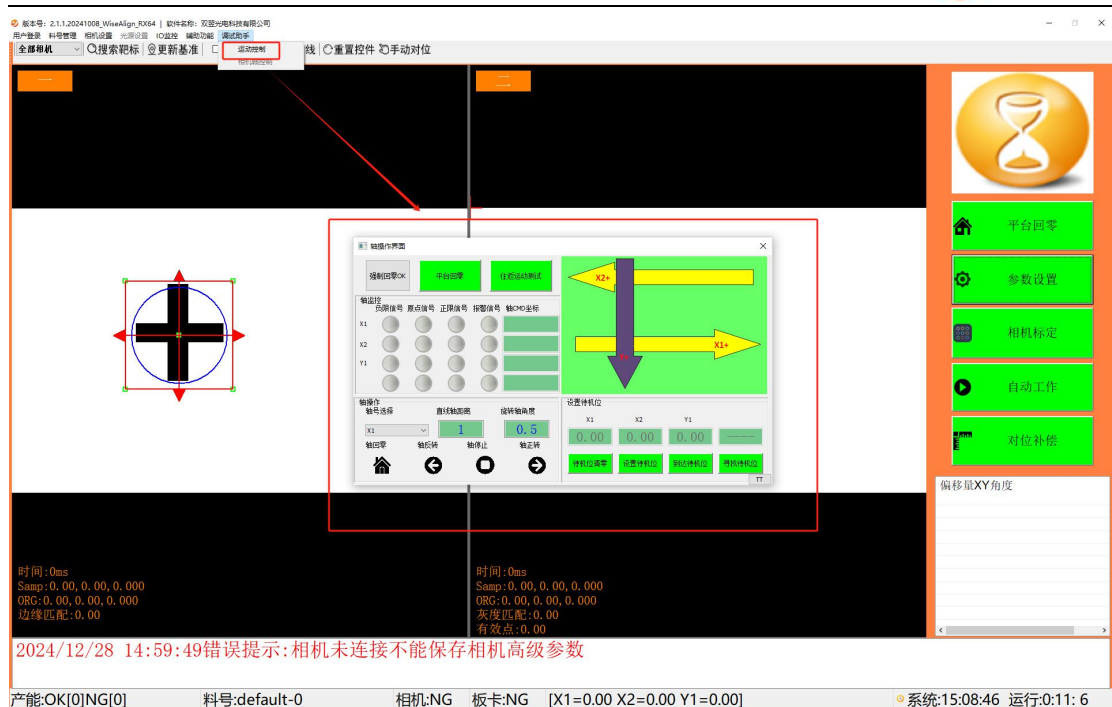 版本号: 2.1.1.20241008_WiseAlign_RX64 | 软件名称: 双翌光电科技有限公司
用户登录 料号管理 相机设置 光源设置 IO监控 辅助功能 调试助手
全部相机 搜索靶标 更新基准 线 重置控件 手动对位
运动控制
相机轴控制
一
二
平台回零
参数设置
相机标定
自动工作
对位补偿
偏移量XY角度
轴操作界面
强制回零OK 平台回零 往返运动测试
轴监控
负限信号 原点信号 正限信号 报警信号 轴CMD坐标
X1
X2
Y1
X2+
X1+
轴操作
轴号选择 直线轴距离 旋转轴角度
X1 1 0.5
轴回零 轴反转 轴停止 轴正转
设置待机位
X1 X2 Y1
0.00 0.00 0.00 ----
待机位清零 设置待机位 到达待机位 寻找待机位
TT
时间:0ms
Samp:0.00,0.00,0.000
ORG:0.00,0.00,0.000
边缘匹配:0.00
时间:0ms
Samp:0.00,0.00,0.000
ORG:0.00,0.00,0.000
灰度匹配:0.00
有效点:0.00
2024/12/28 14:59:49错误提示:相机未连接不能保存相机高级参数
产能:OK[0]NG[0] 料号:default-0 相机:NG 板卡:NG [X1=0.00 X2=0.00 Y1=0.00] 系统:15:08:46 运行:0:11: 6